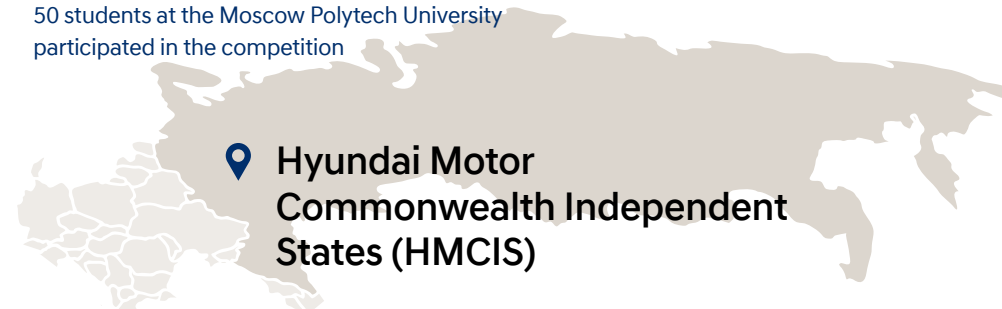 50 students at the Moscow Polytech University
participated in the competition
Hyundai Motor
Commonwealth Independent
States (HMCIS)